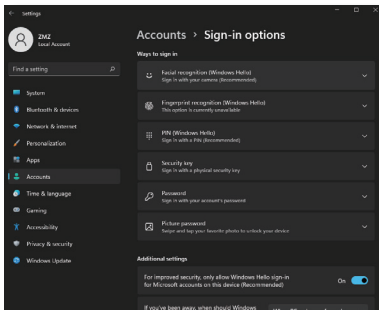 Settings
ZMZ
Local Account
Find a setting
System
Bluetooth & devices
Network & internet
Personalization
Apps
Accounts
Time & language
Gaming
Accessibility
Privacy & security
Windows Update
Accounts > Sign-in options
Ways to sign in
Facial recognition (Windows Hello)
Sign in with your camera (Recommended)
Fingerprint recognition (Windows Hello)
This option is currently unavailable
PIN (Windows Hello)
Sign in with a PIN (Recommended)
Security key
Sign in with a physical security key
Password
Sign in with your account's password
Picture password
Swipe and tap your favorite photo to unlock your device
Additional settings
For improved security, only allow Windows Hello sign-in
for Microsoft accounts on this device (Recommended)
On
If you've been away, when should Windows